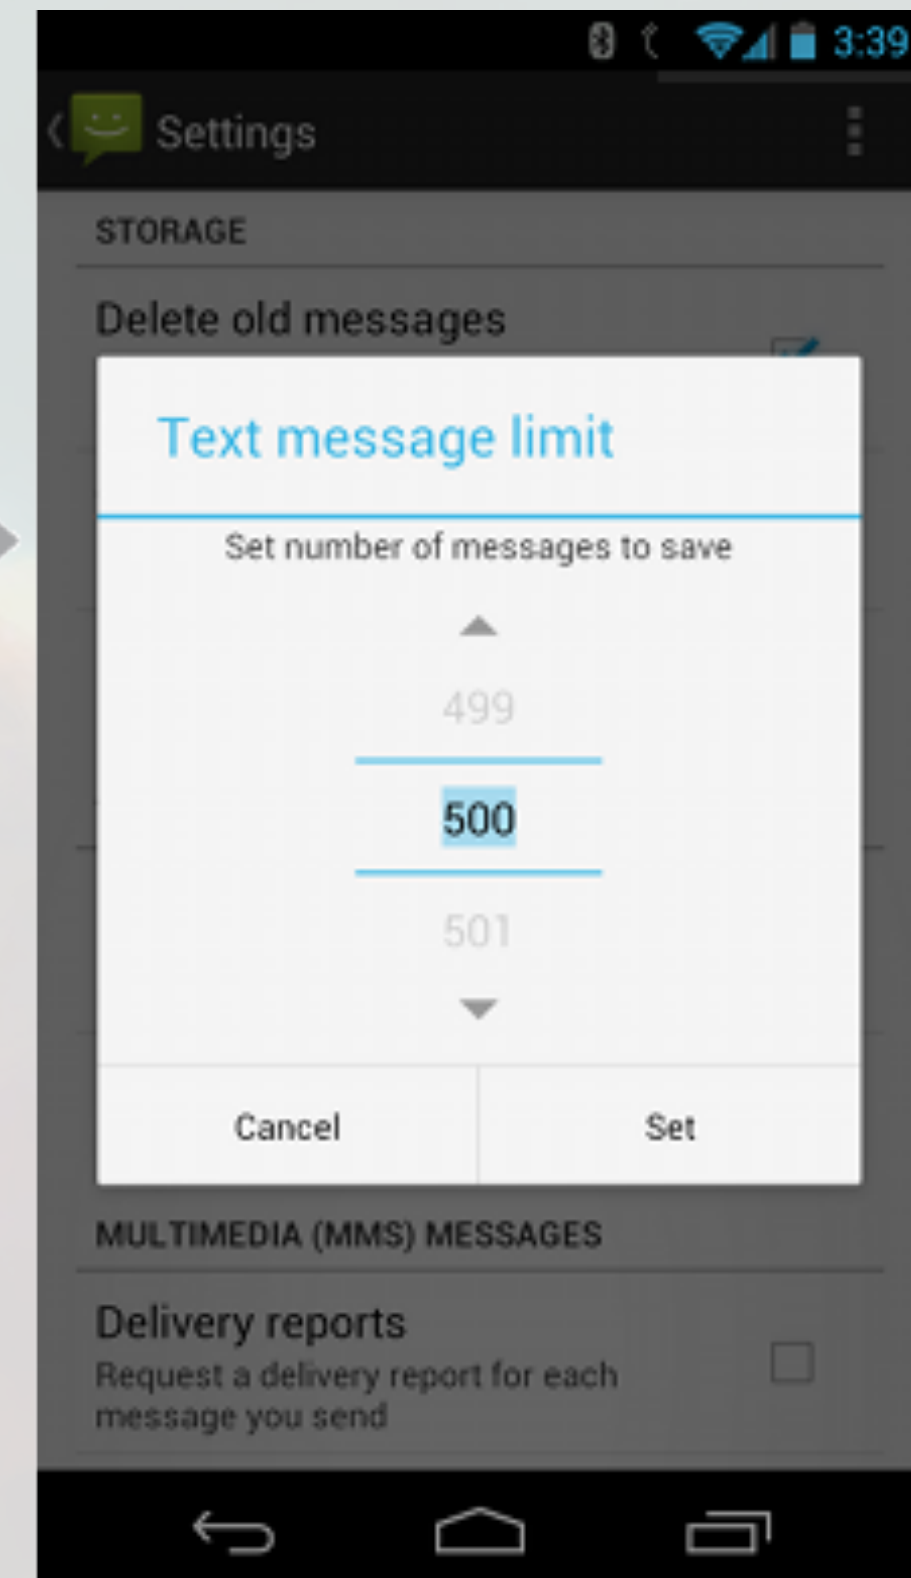 3:39
Settings
STORAGE
Delete old messages
Text message limit
Set number of messages to save
499
500
501
Cancel
Set
MULTIMEDIA (MMS) MESSAGES
Delivery reports
Request a delivery report for each
message you send